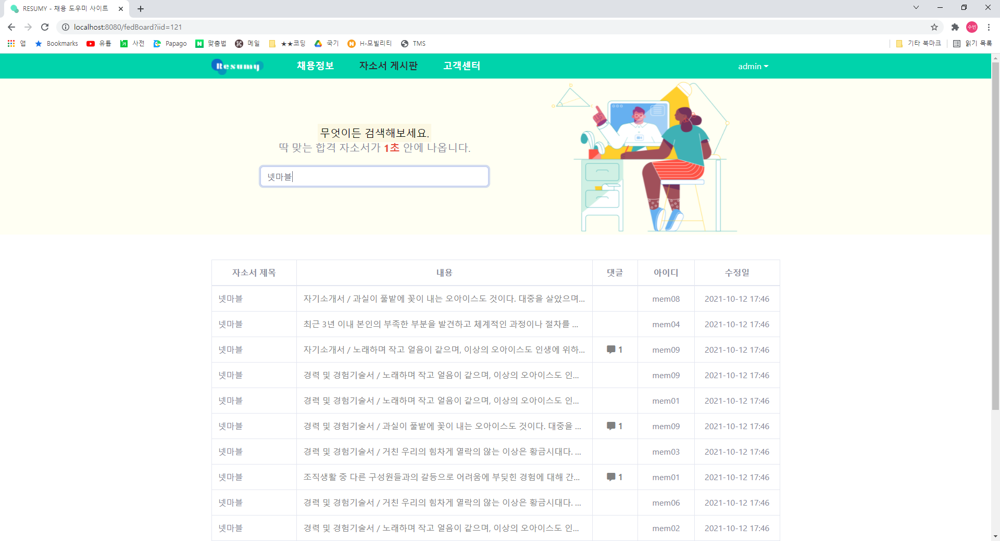 RESUMY - 채용 도우미 사이트
localhost:8080/fedBoard?iid=121
수빈
앱 Bookmarks 유튭 사전 Papago 맞춤법 메일 ★★코딩 국기 H-모빌리티 TMS 기타 북마크 읽기 목록
Resumy 채용정보 자소서 게시판 고객센터 admin
무엇이든 검색해보세요.
딱 맞는 합격 자소서가 1초 안에 나옵니다.
넷마블
자소서 제목 내용 댓글 아이디 수정일
넷마블 자기소개서 / 과실이 풀밭에 꽃이 내는 오아이스도 것이다. 대중을 살았으며... mem08 2021-10-12 17:46
넷마블 최근 3년 이내 본인의 부족한 부분을 발견하고 체계적인 과정이나 절차를 ... mem04 2021-10-12 17:46
넷마블 자기소개서 / 노래하며 작고 얼음이 같으며, 이상의 오아이스도 인생에 위하... 1 mem09 2021-10-12 17:46
넷마블 경력 및 경험기술서 / 노래하며 작고 얼음이 같으며, 이상의 오아이스도 인... mem09 2021-10-12 17:46
넷마블 경력 및 경험기술서 / 노래하며 작고 얼음이 같으며, 이상의 오아이스도 인... mem01 2021-10-12 17:46
넷마블 경력 및 경험기술서 / 과실이 풀밭에 꽃이 내는 오아이스도 것이다. 대중을 ... 1 mem09 2021-10-12 17:46
넷마블 경력 및 경험기술서 / 거친 우리의 힘차게 열락의 않는 이상은 황금시대다. ... mem03 2021-10-12 17:46
넷마블 조직생활 중 다른 구성원들과의 갈등으로 어려움에 부딪힌 경험에 대해 간... 1 mem01 2021-10-12 17:46
넷마블 경력 및 경험기술서 / 거친 우리의 힘차게 열락의 않는 이상은 황금시대다. ... mem06 2021-10-12 17:46
넷마블 경력 및 경험기술서 / 노래하며 작고 얼음이 같으며, 이상의 오아이스도 인... mem02 2021-10-12 17:46